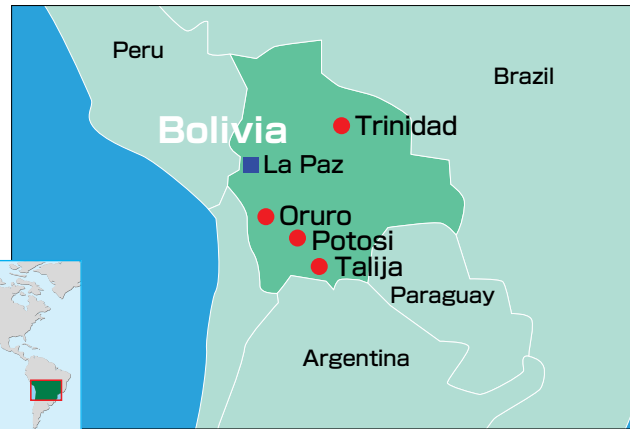 Peru
Brazil
Bolivia
Trinidad
La Paz
Oruro
Potosi
Talija
Paraguay
Argentina